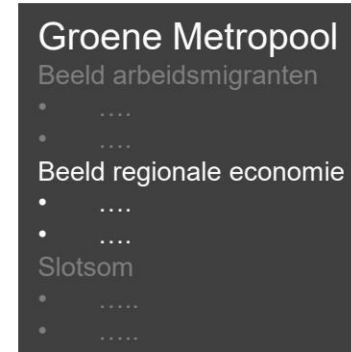 Groene Metropool
Beeld arbeidsmigranten
• ….
• ….
Beeld regionale economie
• ….
• ….
Slotsom
• …..
• …..